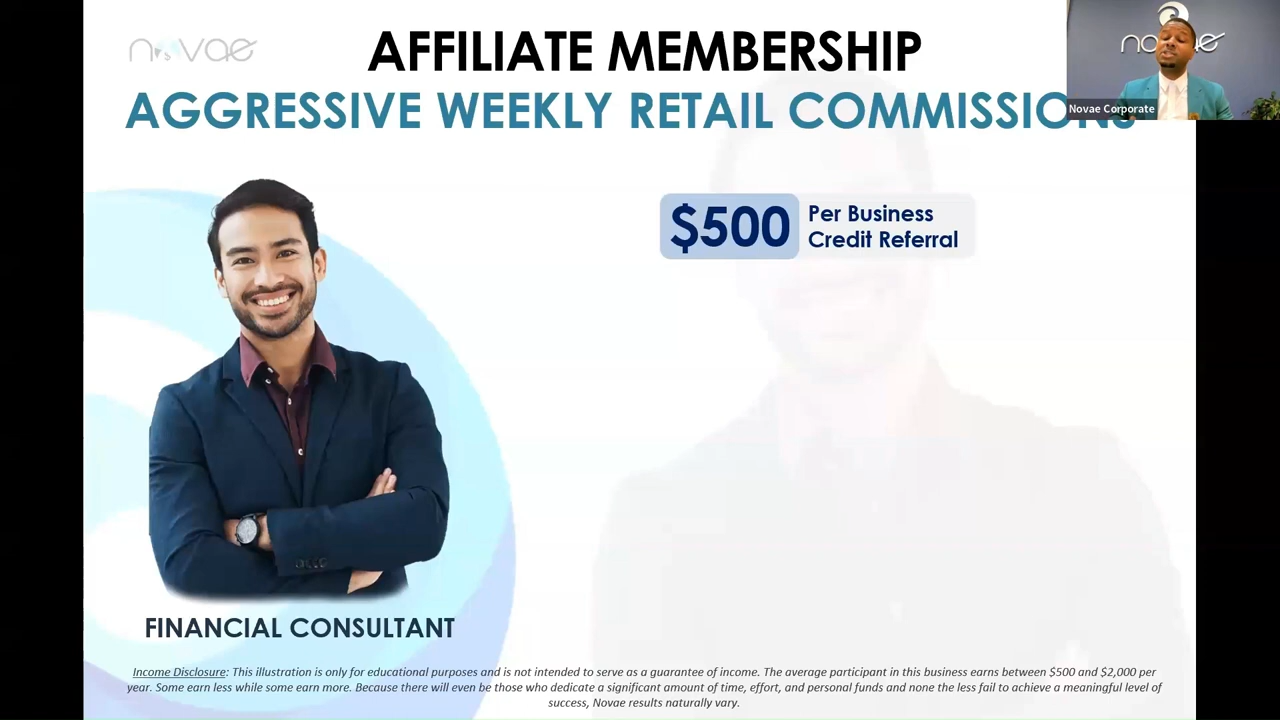 novae
AFFILIATE MEMBERSHIP
AGGRESSIVE WEEKLY RETAIL COMMISSIONS
Novae Corporate
$500
Per Business
Credit Referral
FINANCIAL CONSULTANT
Income Disclosure: This illustration is only for educational purposes and is not intended to serve as a guarantee of income. The average participant in this business earns between $500 and $2,000 per
year. Some earn less while some earn more. Because there will even be those who dedicate a significant amount of time, effort, and personal funds and none the less fail to achieve a meaningful level of
success, Novae results naturally vary.